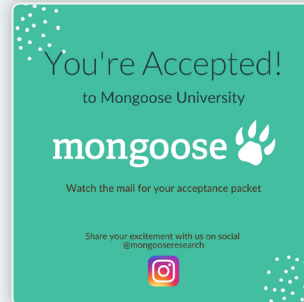 You're Accepted!
to Mongoose University
mongoose
Watch the mail for your acceptance packet
Share your excitement with us on social
@mongooseresearch